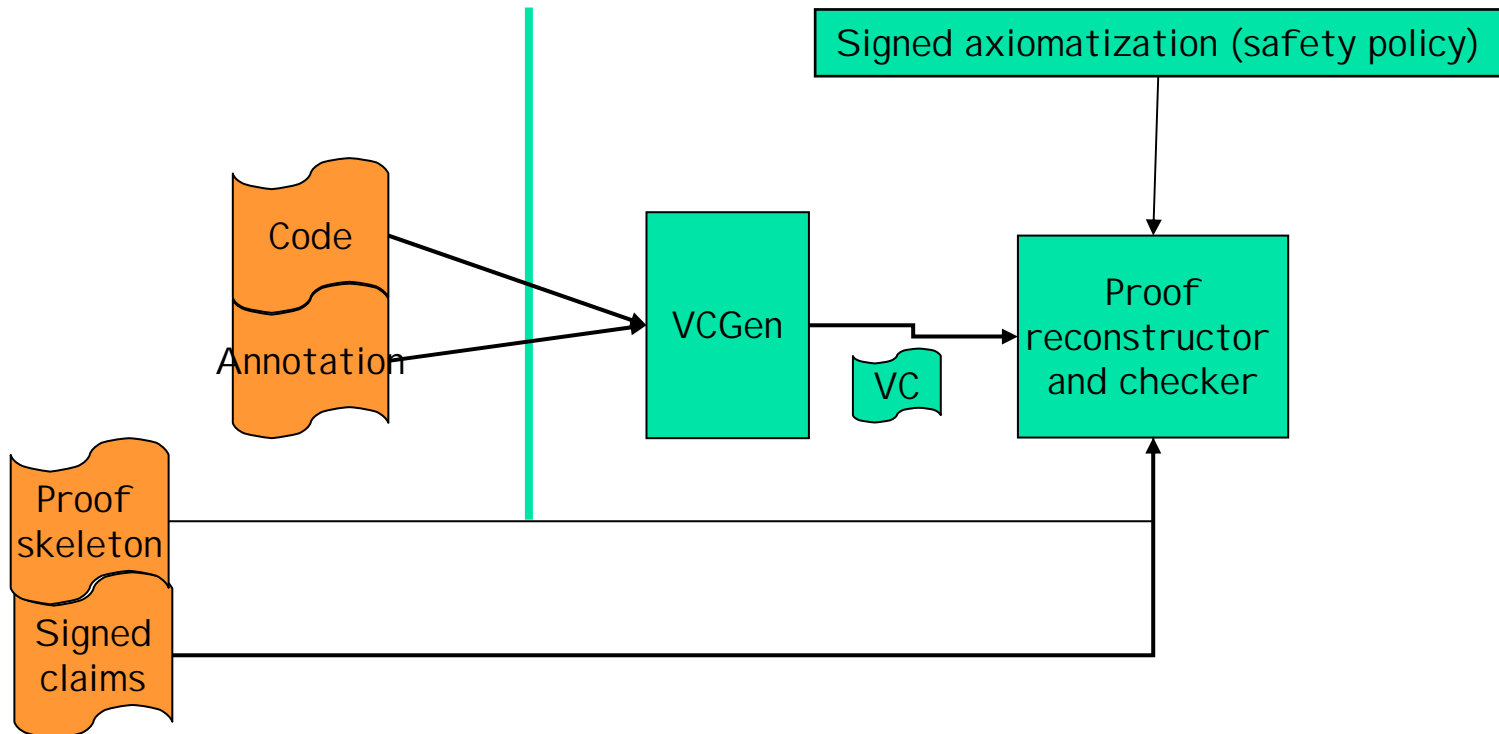 Signed axiomatization (safety policy)
Code
Annotation
VCGen
VC
Proof
reconstructor
and checker
Proof
skeleton
Signed
claims